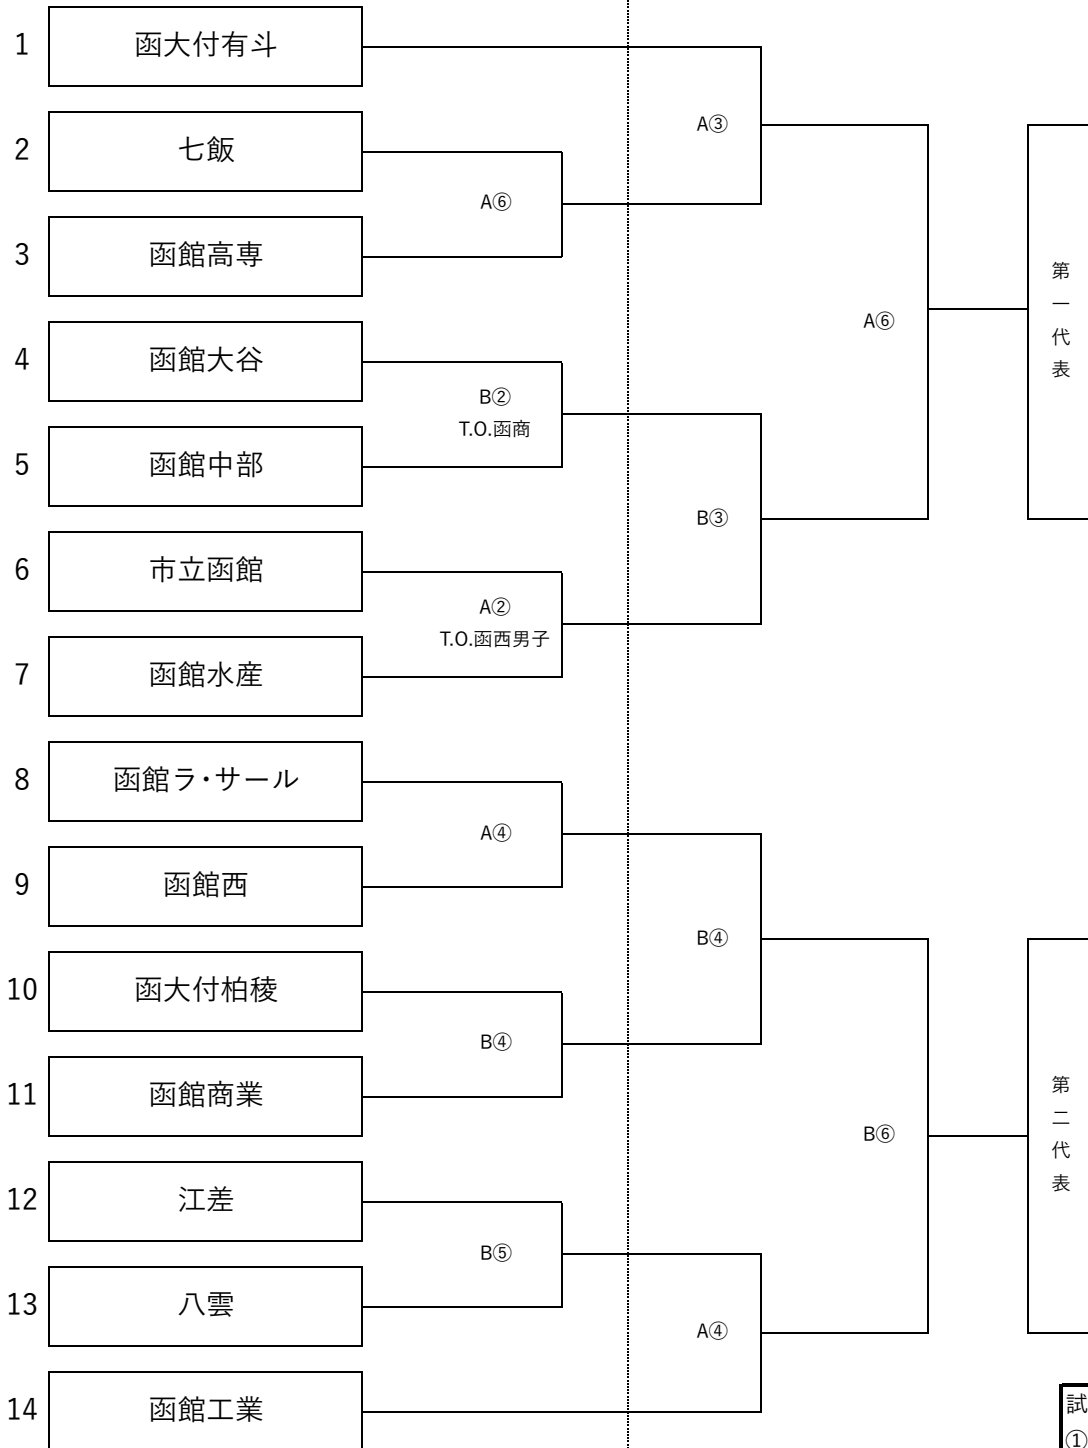 1 函大付有斗
A③
2 七飯
A⑥
3 函館高専
第一代表
A⑥
4 函館大谷
B②
T.O.函商
5 函館中部
B③
6 市立函館
A②
T.O.函西男子
7 函館水産
8 函館ラ・サール
A④
9 函館西
B④
10 函大付柏稜
B④
11 函館商業
第二代表
B⑥
12 江差
B⑤
13 八雲
A④
14 函館工業
試
①